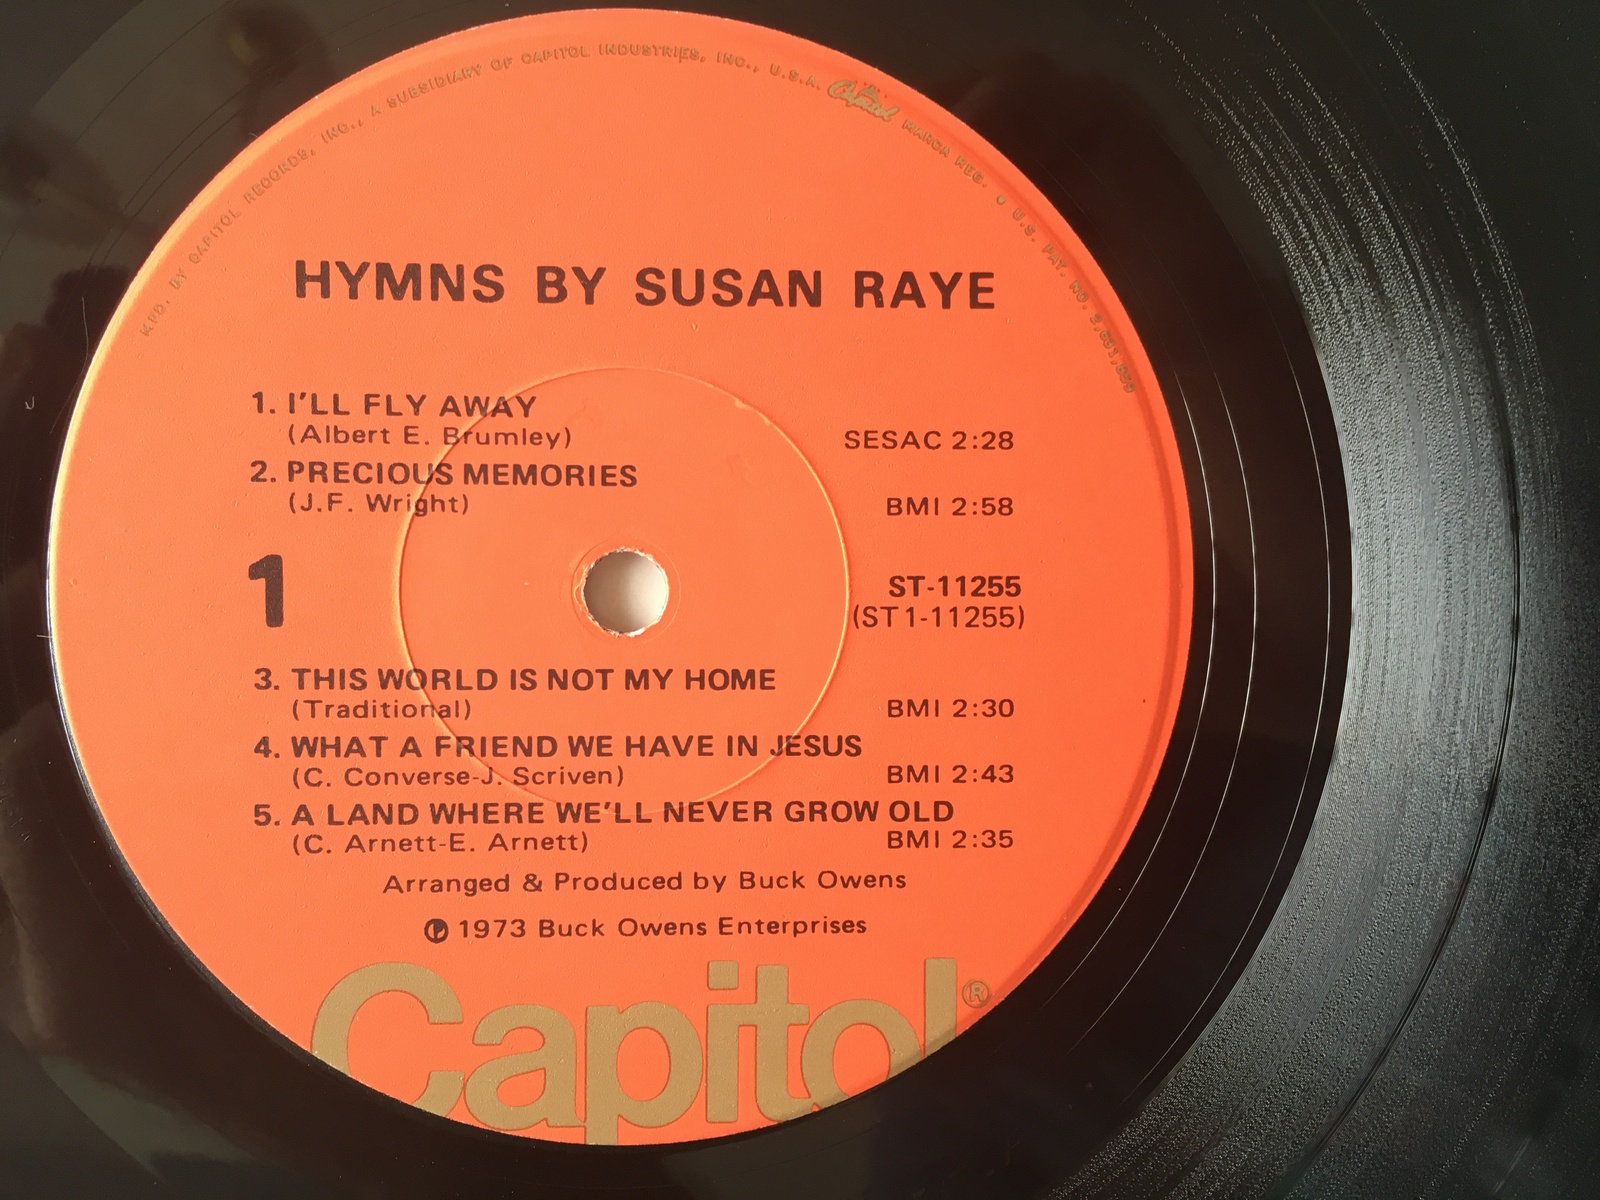 MFD. BY CAPITOL RECORDS, INC., A SUBSIDIARY OF CAPITOL INDUSTRIES, INC., U.S.A. Capitol MARCA REG. • U.S. PAT. NO. 2,631,859
HYMNS BY SUSAN RAYE
1. I'LL FLY AWAY
(Albert E. Brumley) SESAC 2:28
2. PRECIOUS MEMORIES
(J.F. Wright) BMI 2:58
1 ST-11255
(ST1-11255)
3. THIS WORLD IS NOT MY HOME
(Traditional) BMI 2:30
4. WHAT A FRIEND WE HAVE IN JESUS
(C. Converse-J. Scriven) BMI 2:43
5. A LAND WHERE WE'LL NEVER GROW OLD
(C. Arnett-E. Arnett) BMI 2:35
Arranged & Produced by Buck Owens
Ⓟ 1973 Buck Owens Enterprises
Capitol®